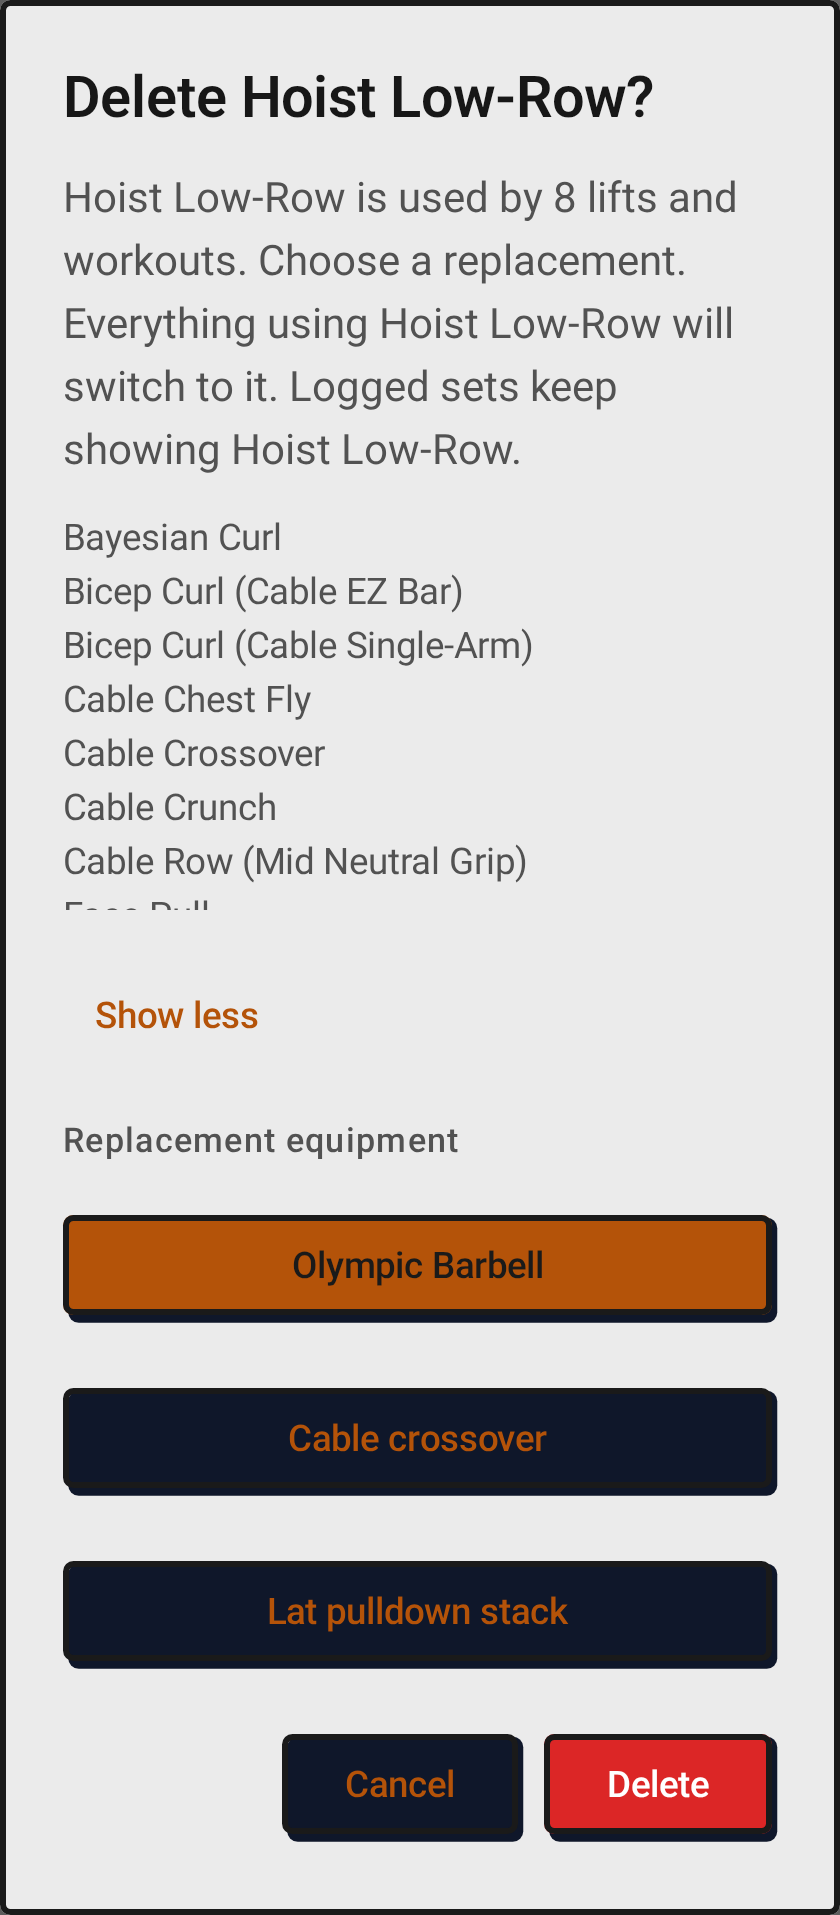 Delete Hoist Low-Row?
Hoist Low-Row is used by 8 lifts and
workouts. Choose a replacement.
Everything using Hoist Low-Row will
switch to it. Logged sets keep
showing Hoist Low-Row.
Bayesian Curl
Bicep Curl (Cable EZ Bar)
Bicep Curl (Cable Single-Arm)
Cable Chest Fly
Cable Crossover
Cable Crunch
Cable Row (Mid Neutral Grip)
Face Pull
Show less
Replacement equipment
Olympic Barbell
Cable crossover
Lat pulldown stack
Cancel
Delete